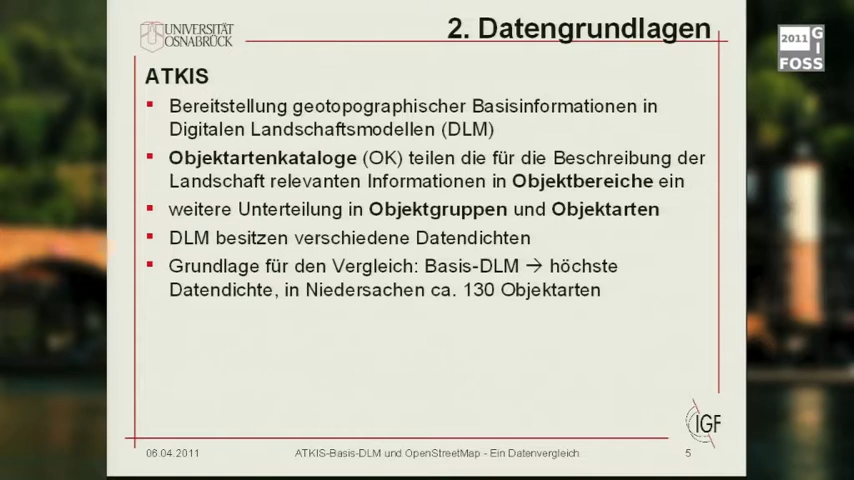 UNIVERSITÄT
OSNABRÜCK
2. Datengrundlagen
2011
GI
FOSS
ATKIS
Bereitstellung geotopographischer Basisinformationen in
Digitalen Landschaftsmodellen (DLM)
Objektartenkataloge (OK) teilen die für die Beschreibung der
Landschaft relevanten Informationen in Objektbereiche ein
weitere Unterteilung in Objektgruppen und Objektarten
DLM besitzen verschiedene Datendichten
Grundlage für den Vergleich: Basis-DLM → höchste
Datendichte, in Niedersachen ca. 130 Objektarten
IGF
06.04.2011
ATKIS-Basis-DLM und OpenStreetMap - Ein Datenvergleich
5